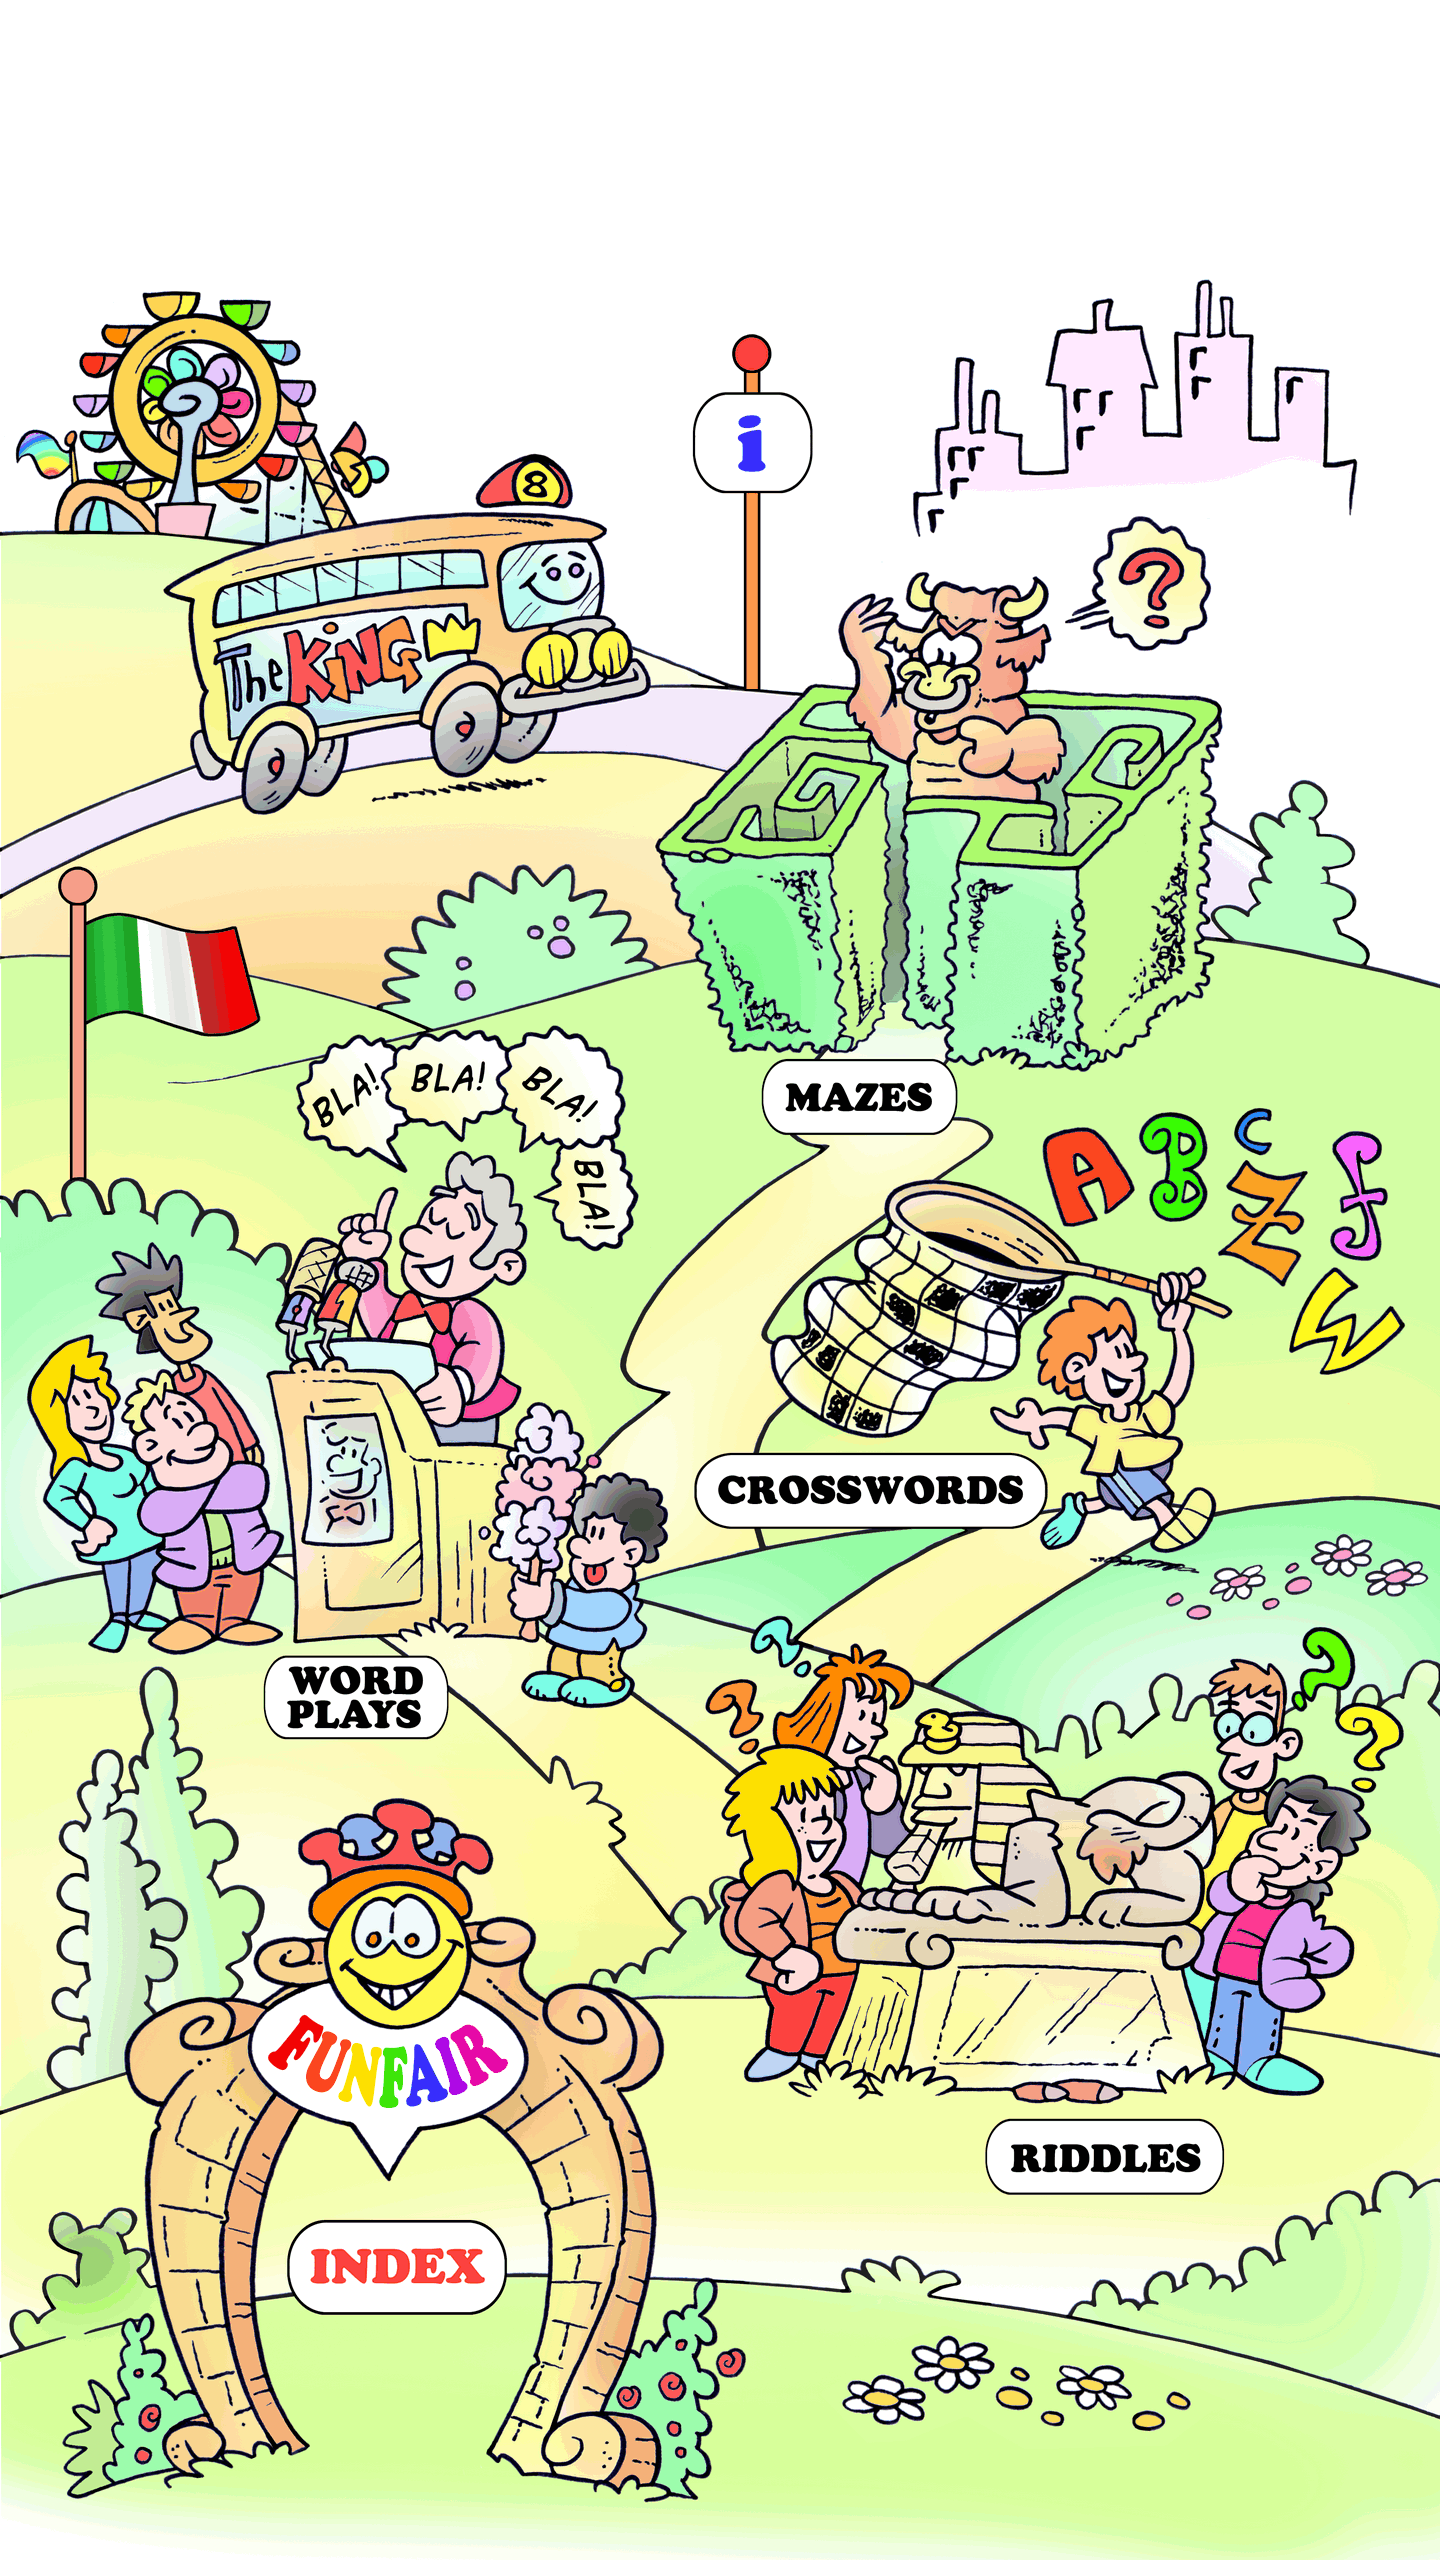 i
8
The KiNG
?
MAZES
BLA! BLA! BLA!
BLA!
A B C f
Z
W
CROSSWORDS
WORD
PLAYS
? ? ? ?
FUNFAIR
RIDDLES
INDEX